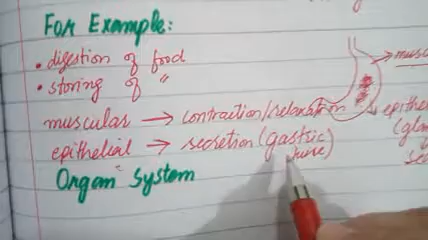 For Example:
• digestion of food
• storing of "
muscular → contraction/relaxation
epithelial → secretion (gastric
juice)
Organ System